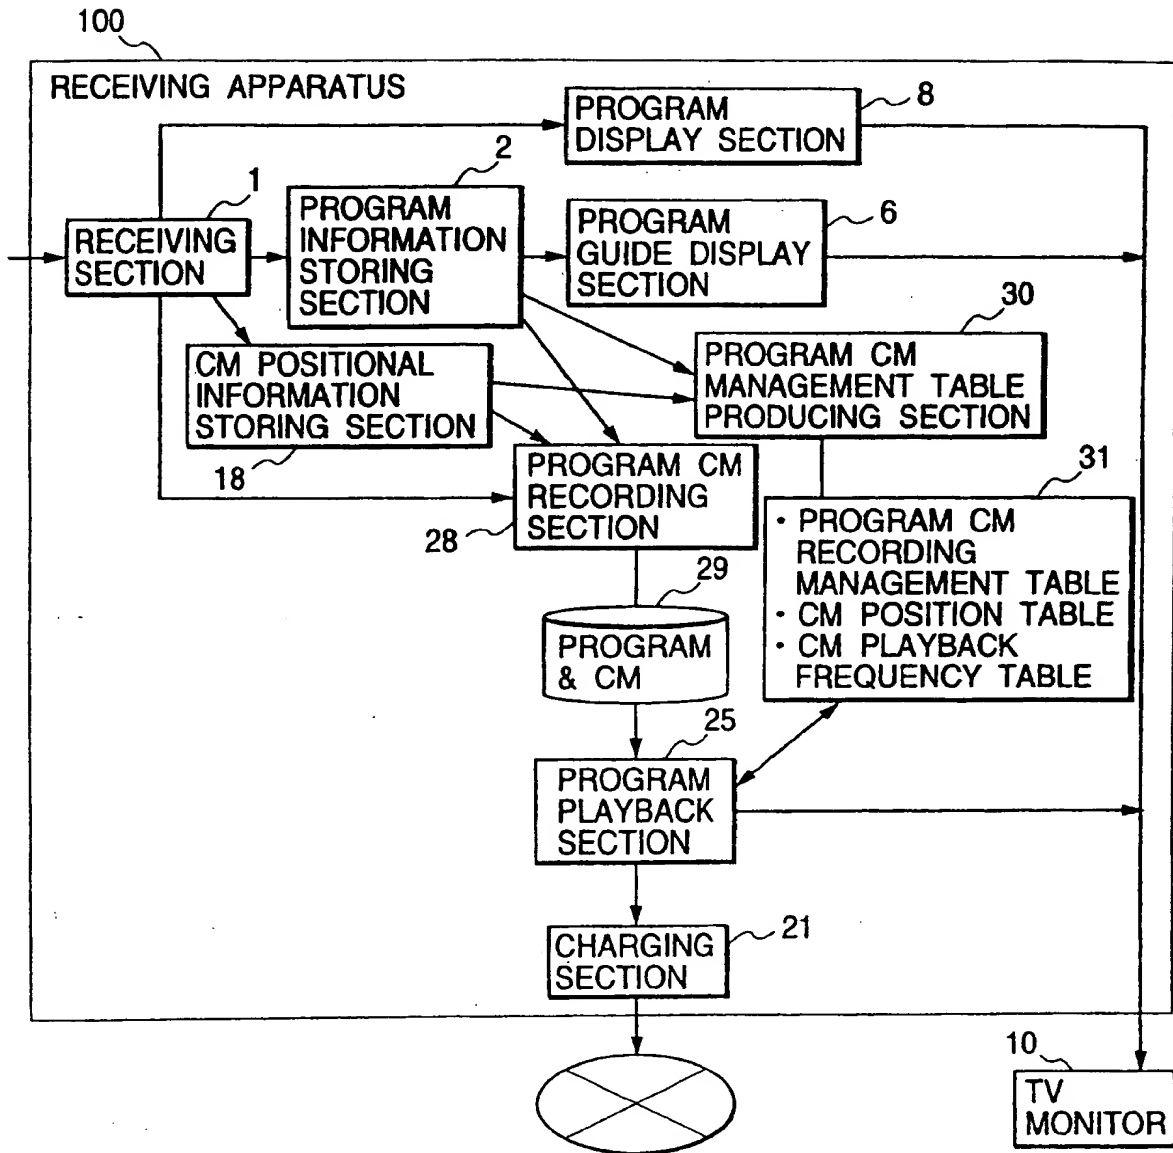 100
RECEIVING APPARATUS
PROGRAM
DISPLAY SECTION
8
1
RECEIVING
SECTION
2
PROGRAM
INFORMATION
STORING
SECTION
PROGRAM
GUIDE DISPLAY
SECTION
6
CM POSITIONAL
INFORMATION
STORING SECTION
18
30
PROGRAM CM
MANAGEMENT TABLE
PRODUCING SECTION
PROGRAM CM
RECORDING
SECTION
28
31
· PROGRAM CM
RECORDING
MANAGEMENT TABLE
· CM POSITION TABLE
· CM PLAYBACK
FREQUENCY TABLE
29
PROGRAM
& CM
25
PROGRAM
PLAYBACK
SECTION
CHARGING
SECTION
21
10
TV
MONITOR